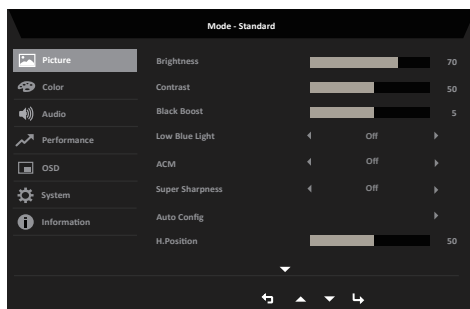 Mode - Standard
Picture
Brightness 70
Color
Contrast 50
Audio
Black Boost 5
Performance
Low Blue Light Off
OSD
ACM Off
System
Super Sharpness Off
Information
Auto Config
H.Position 50